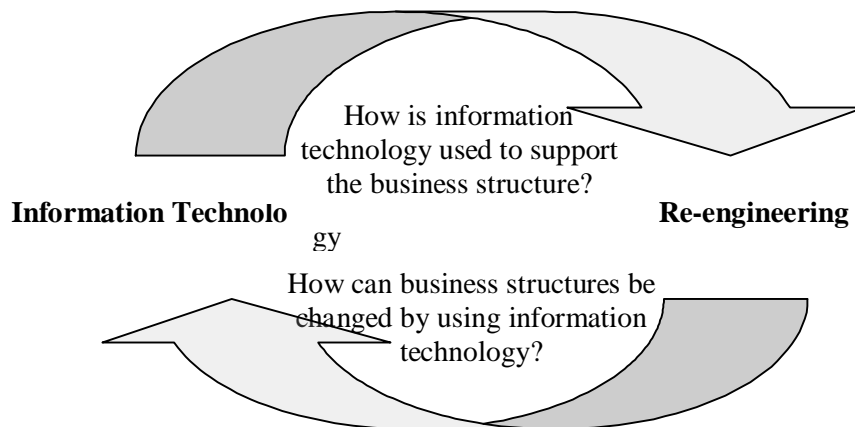 How is information
technology used to support
the business structure?
Information Technolo
Re-engineering
gy
How can business structures be
changed by using information
technology?